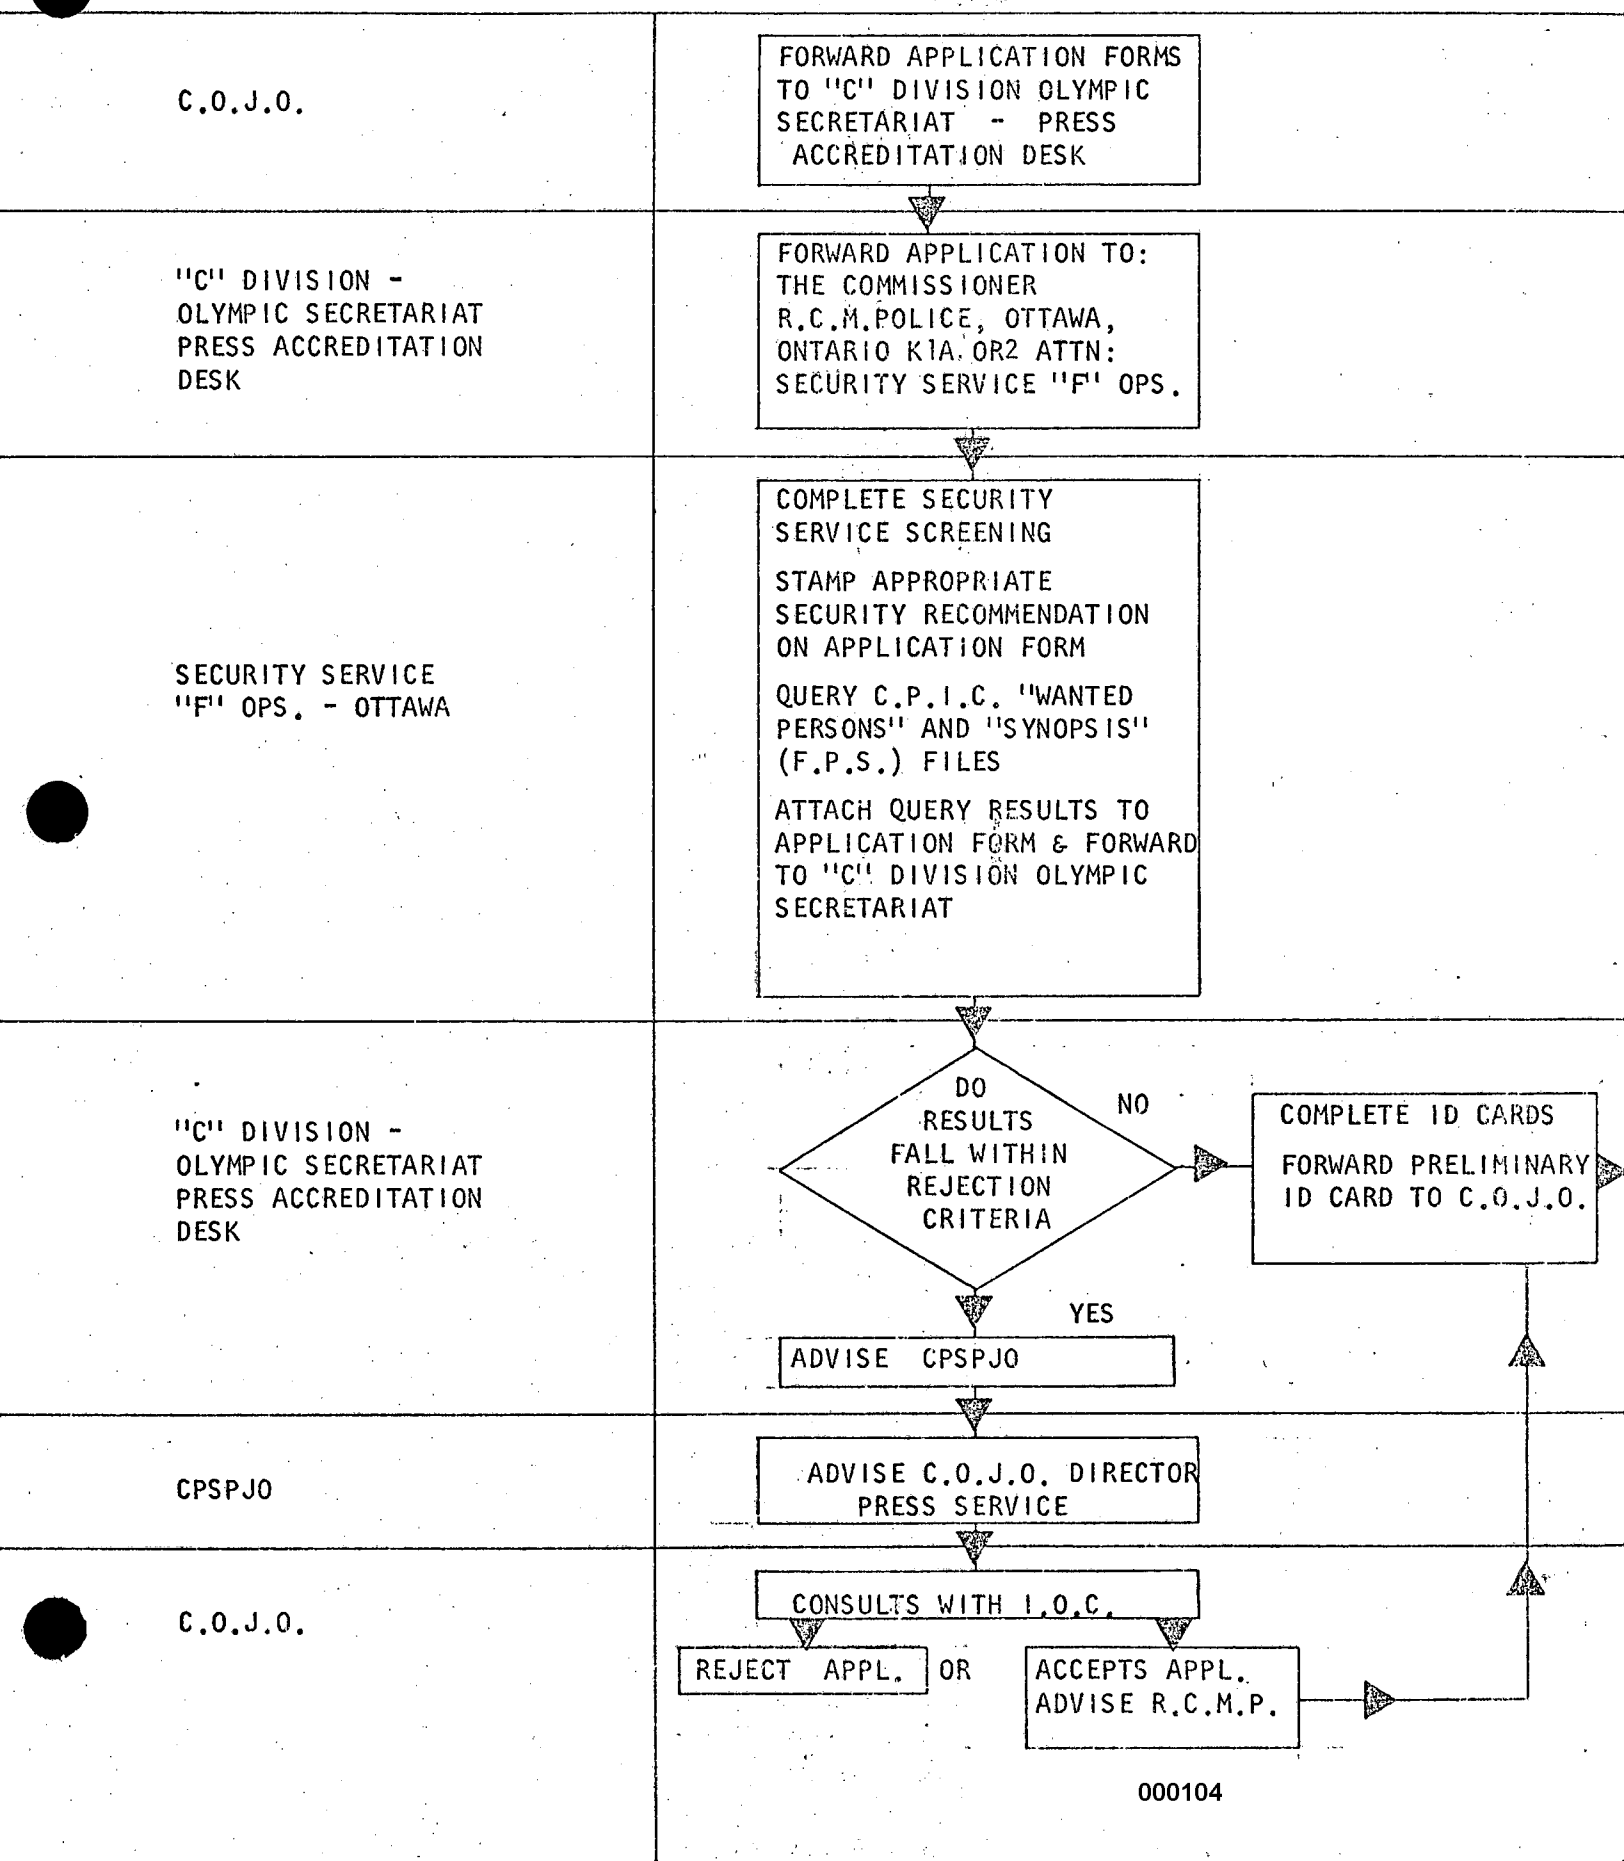 C.O.J.O.
FORWARD APPLICATION FORMS
TO "C" DIVISION OLYMPIC
SECRETARIAT - PRESS
ACCREDITATION DESK
"C" DIVISION -
OLYMPIC SECRETARIAT
PRESS ACCREDITATION
DESK
FORWARD APPLICATION TO:
THE COMMISSIONER
R.C.M.POLICE, OTTAWA,
ONTARIO K1A OR2 ATTN:
SECURITY SERVICE "F" OPS.
SECURITY SERVICE
"F" OPS. - OTTAWA
COMPLETE SECURITY
SERVICE SCREENING
STAMP APPROPRIATE
SECURITY RECOMMENDATION
ON APPLICATION FORM
QUERY C.P.I.C. "WANTED
PERSONS" AND "SYNOPSIS"
(F.P.S.) FILES
ATTACH QUERY RESULTS TO
APPLICATION FORM & FORWARD
TO "C" DIVISION OLYMPIC
SECRETARIAT
"C" DIVISION -
OLYMPIC SECRETARIAT
PRESS ACCREDITATION
DESK
DO
RESULTS
FALL WITHIN
REJECTION
CRITERIA
NO
COMPLETE ID CARDS
FORWARD PRELIMINARY
ID CARD TO C.O.J.O.
YES
ADVISE CPSPJO
CPSPJO
ADVISE C.O.J.O. DIRECTOR
PRESS SERVICE
C.O.J.O.
CONSULTS WITH I.O.C.
REJECT APPL.
OR
ACCEPTS APPL.
ADVISE R.C.M.P.
000104